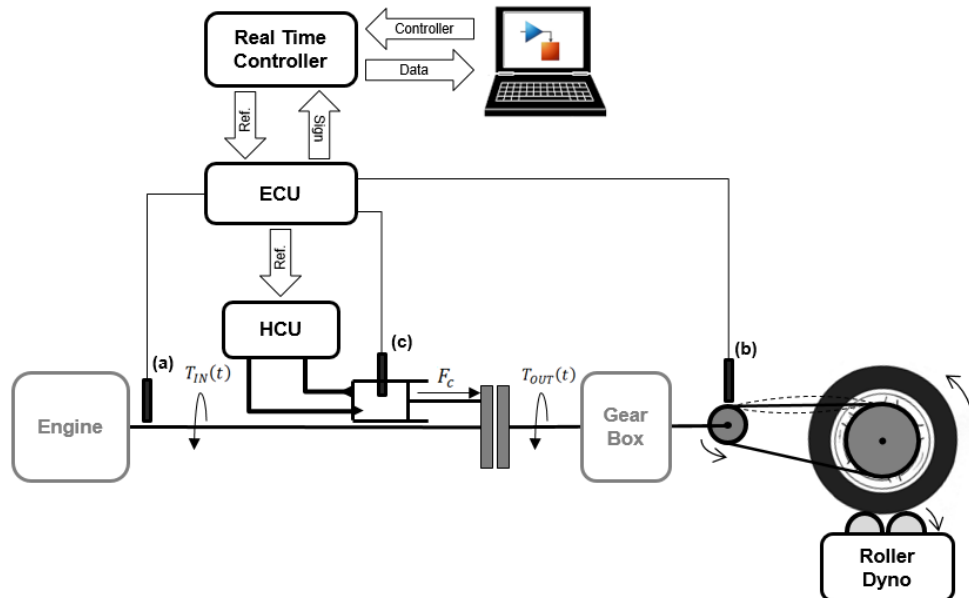 Real Time
Controller
Controller
Data
Ref.
Sign
ECU
Ref.
HCU
(a)
T_IN(t)
(c)
F_c
T_OUT(t)
(b)
Engine
Gear
Box
Roller
Dyno